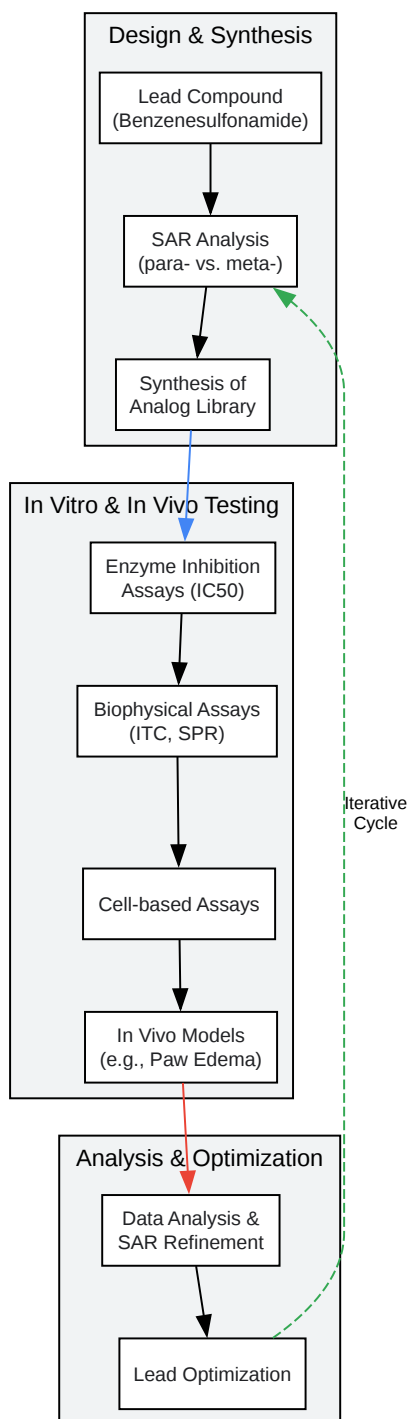 Design & Synthesis
Lead Compound
(Benzenesulfonamide)
SAR Analysis
(para- vs. meta-)
Synthesis of
Analog Library
In Vitro & In Vivo Testing
Enzyme Inhibition
Assays (IC50)
Biophysical Assays
(ITC, SPR)
Iterative
Cycle
Cell-based Assays
In Vivo Models
(e.g., Paw Edema)
Analysis & Optimization
Data Analysis &
SAR Refinement
Lead Optimization